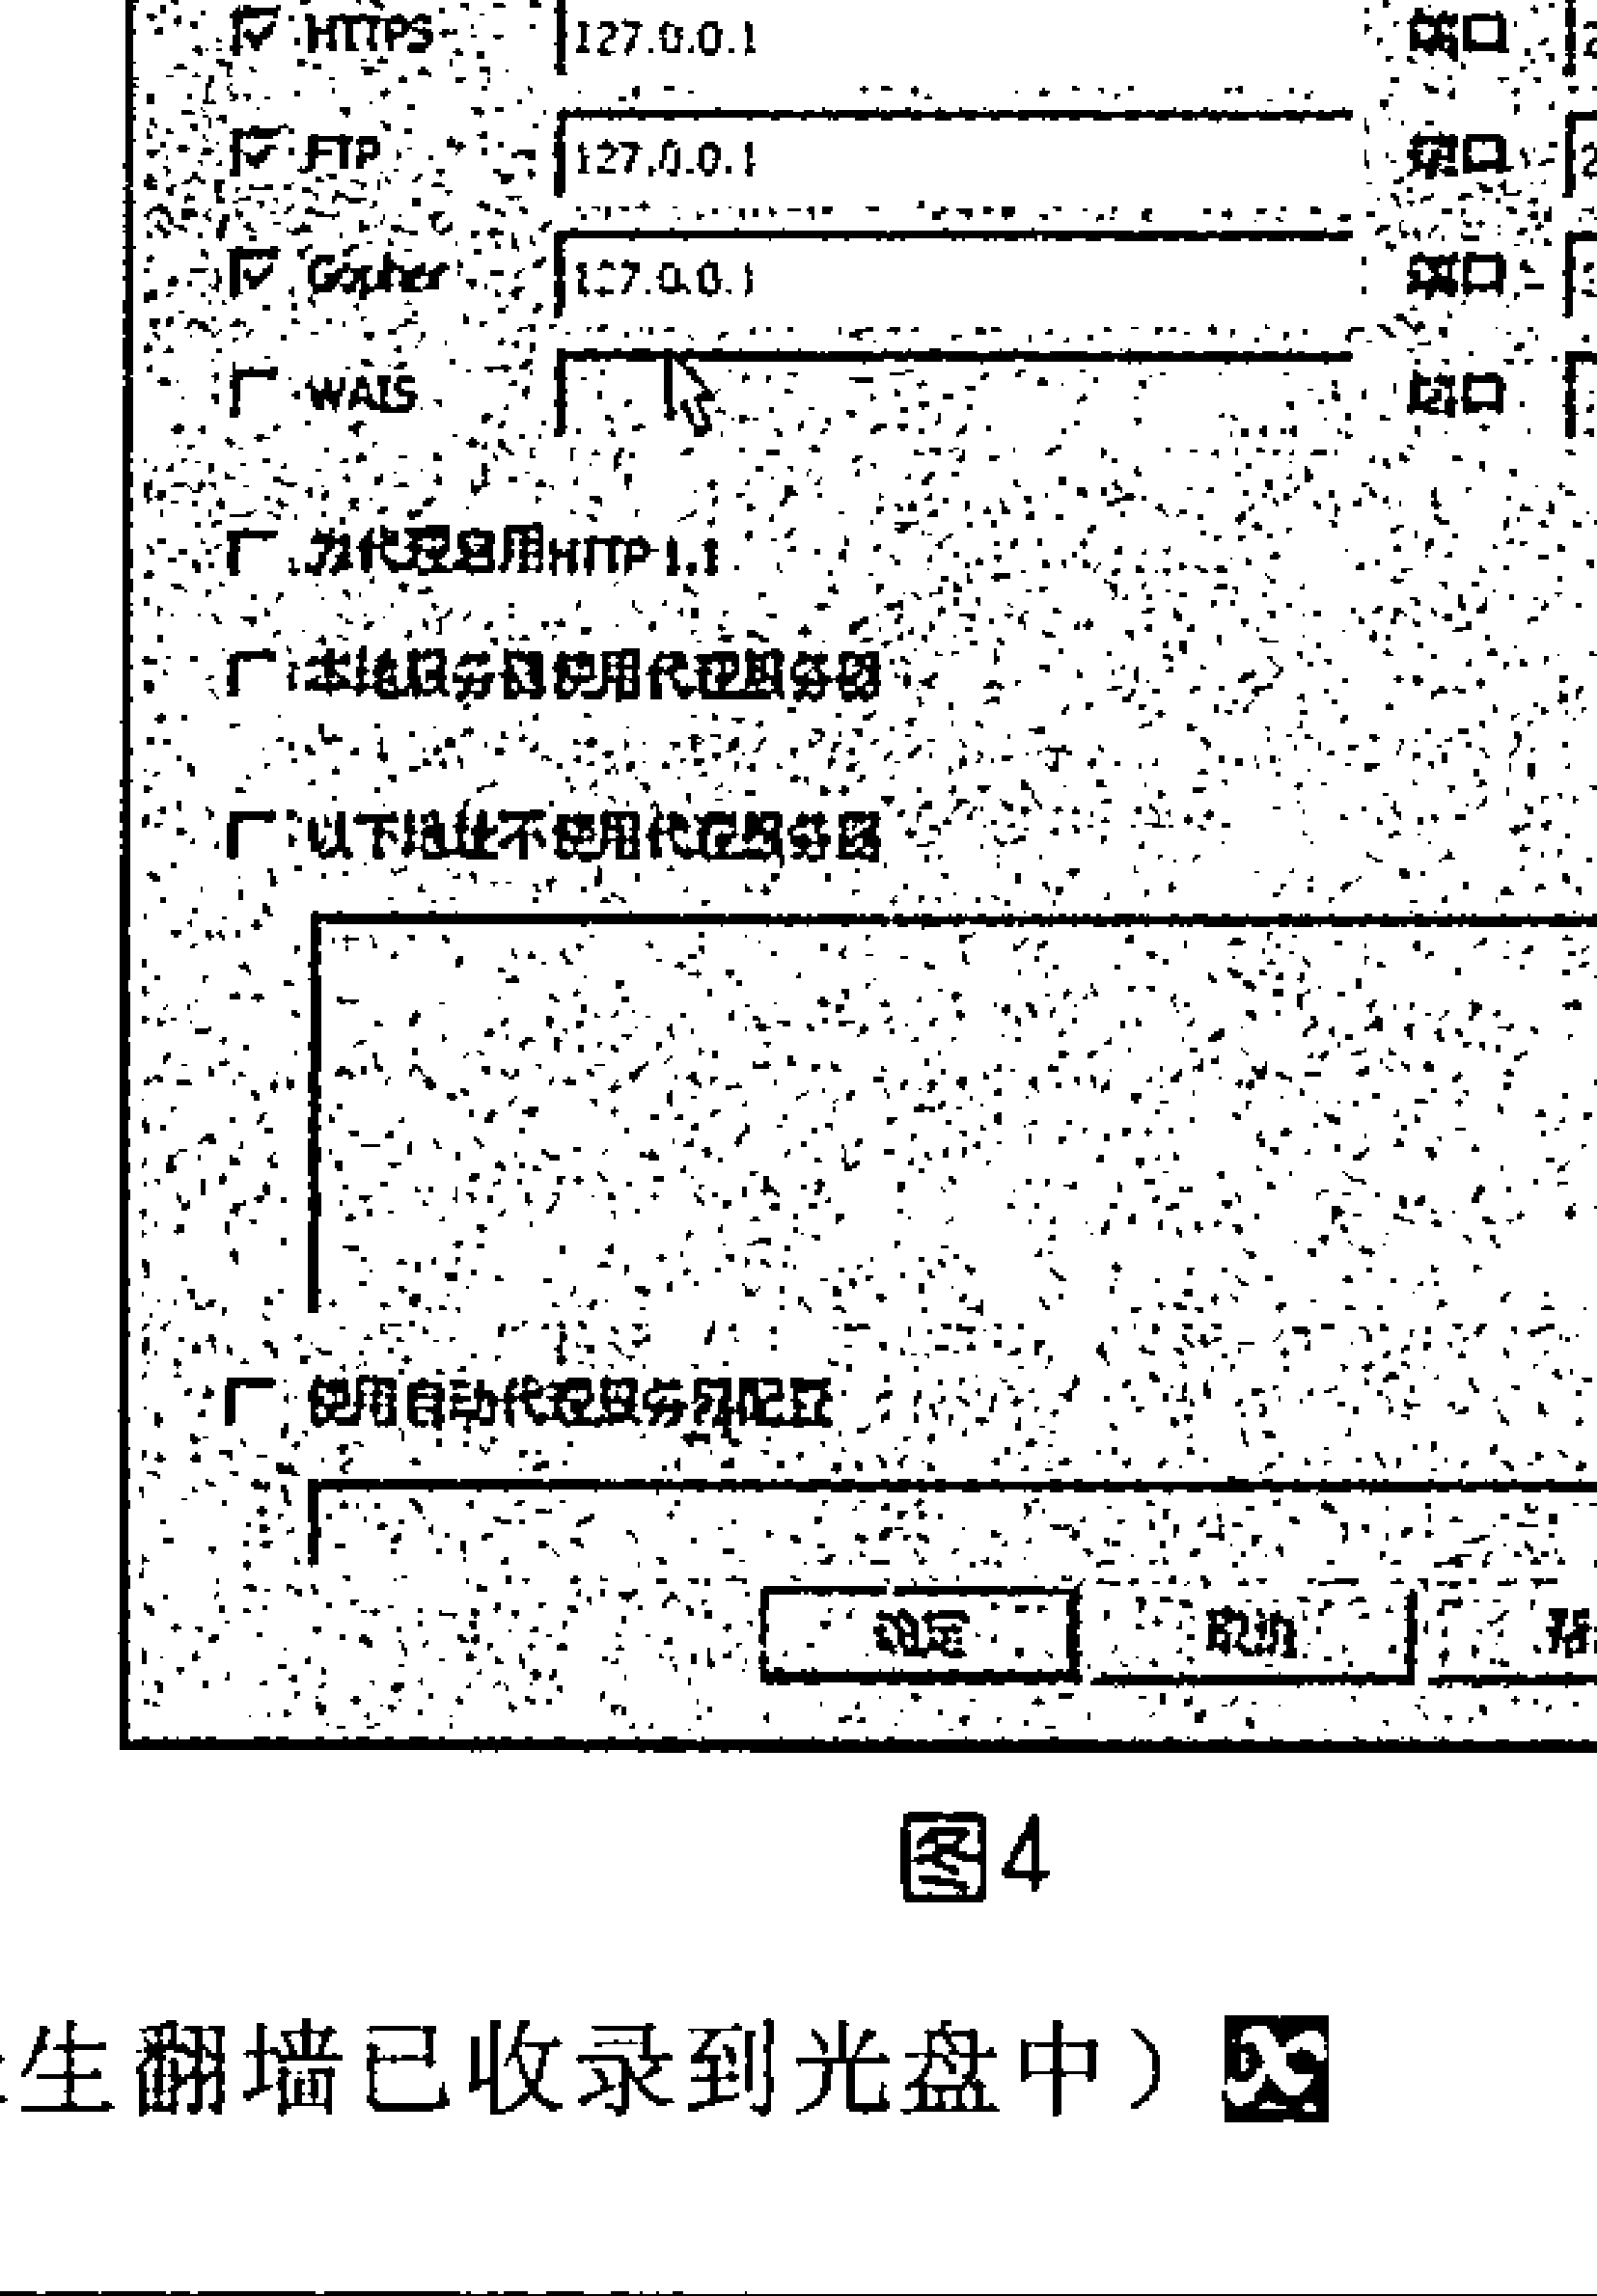 HTTPS 127.0.0.1 端口 2
FTP 127.0.0.1 端口 2
Gopher 127.0.0.1 端口
WAIS 端口
为代理启用HTTP 1.1
本地服务器使用代理服务器
以下地址不使用代理服务器
使用自动代理服务器配置
确定 取消
图4
生翻墙已收录到光盘中）